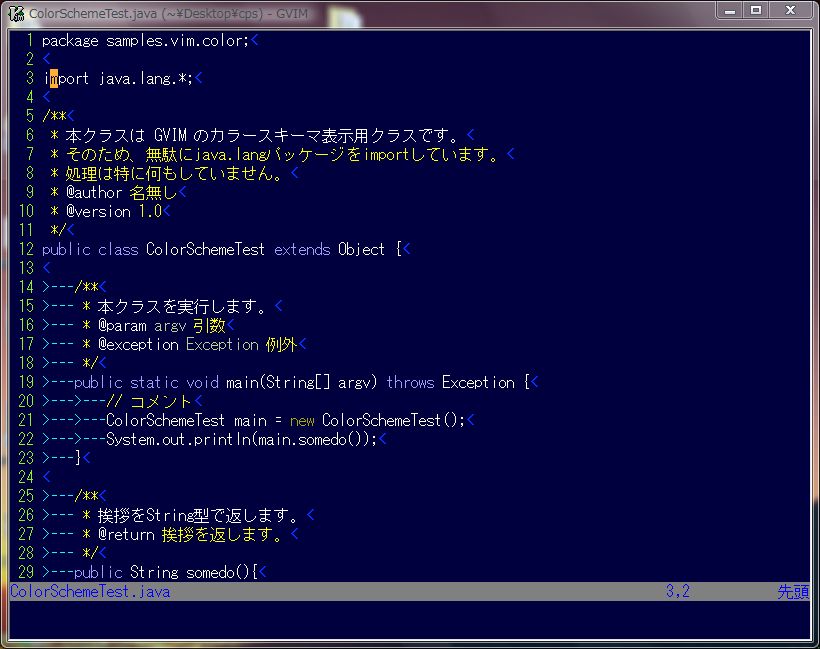 ColorSchemeTest.java (~¥Desktop¥cps) - GVIM
1 package samples.vim.color;<
2 <
3 import java.lang.*;<
4 <
5 /**<
6  * 本クラスは GVIM のカラースキーマ表示用クラスです。<
7  * そのため、無駄にjava.langパッケージをimportしています。<
8  * 処理は特に何もしていません。<
9  * @author 名無し<
10  * @version 1.0<
11  */<
12 public class ColorSchemeTest extends Object {<
13 <
14 >---/**<
15 >--- * 本クラスを実行します。<
16 >--- * @param argv 引数<
17 >--- * @exception Exception 例外<
18 >--- */<
19 >---public static void main(String[] argv) throws Exception {<
20 >--->---// コメント<
21 >--->---ColorSchemeTest main = new ColorSchemeTest();<
22 >--->---System.out.println(main.somedo());<
23 >---}<
24 <
25 >---/**<
26 >--- * 挨拶をString型で返します。<
27 >--- * @return 挨拶を返します。<
28 >--- */<
29 >---public String somedo(){<
ColorSchemeTest.java 3,2 先頭